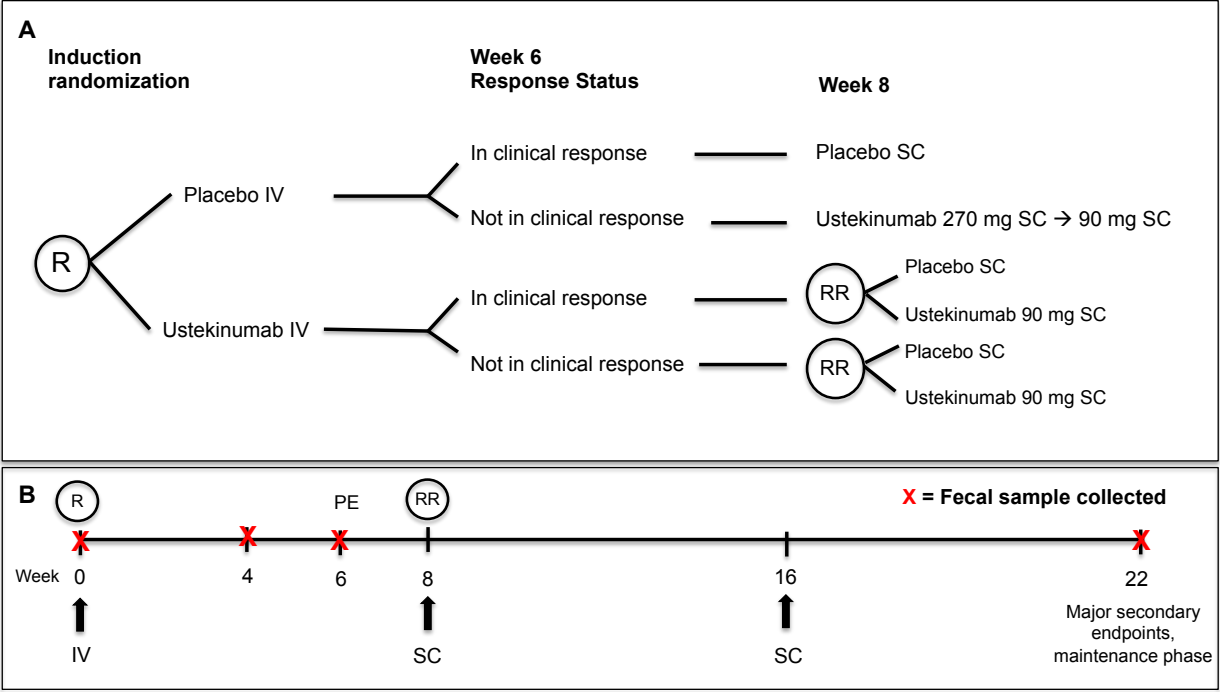 A
Induction
randomization
Week 6
Response Status
Week 8
In clinical response
Placebo SC
Placebo IV
Not in clinical response
Ustekinumab 270 mg SC → 90 mg SC
R
Placebo SC
In clinical response
RR
Ustekinumab 90 mg SC
Ustekinumab IV
Placebo SC
Not in clinical response
RR
Ustekinumab 90 mg SC
B
R
PE
RR
X = Fecal sample collected
X X X X
Week 0 4 6 8 16 22
IV
SC
SC
Major secondary
endpoints,
maintenance phase